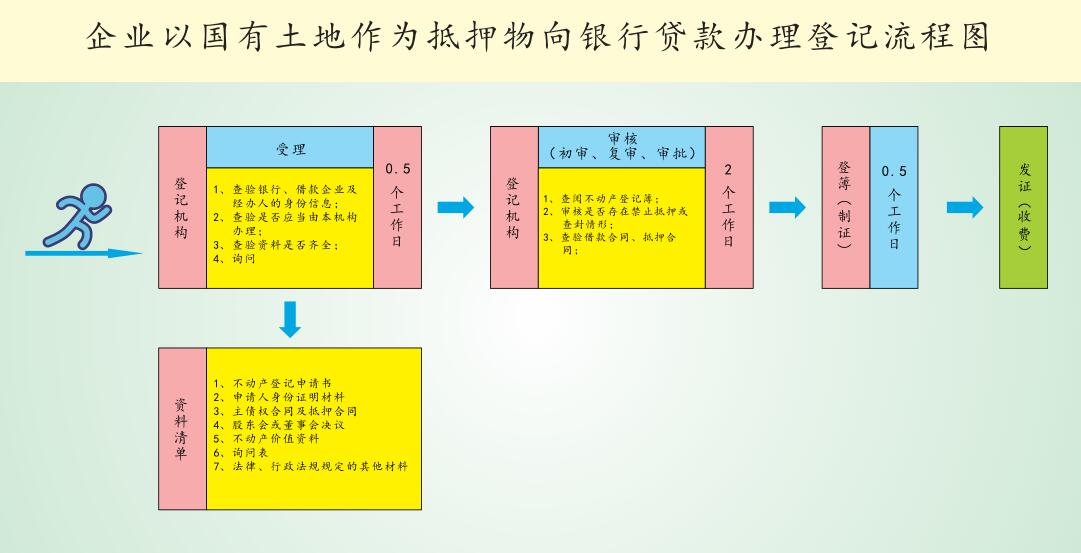 企业以国有土地作为抵押物向银行贷款办理登记流程图
登记机构
受理
1、查验银行、借款企业及
经办人的身份信息；
2、查验是否应当由本机构
办理；
3、查验资料是否齐全；
4、询问
0.5个工作日
登记机构
审核
（初审、复审、审批）
1、查阅不动产登记簿；
2、审核是否存在禁止抵押或
查封情形；
3、查验借款合同、抵押合
同；
2个工作日
登薄（制证）
0.5个工作日
发证（收费）
资料清单
1、不动产登记申请书
2、申请人身份证明材料
3、主债权合同及抵押合同
4、股东会或董事会决议
5、不动产价值资料
6、询问表
7、法律、行政法规规定的其他材料